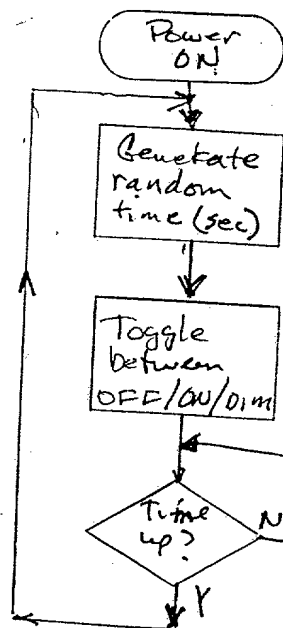 Power
ON
Generate
random
time (sec)
Toggle
between
OFF/ON/Dim
Time
up?
N
Y